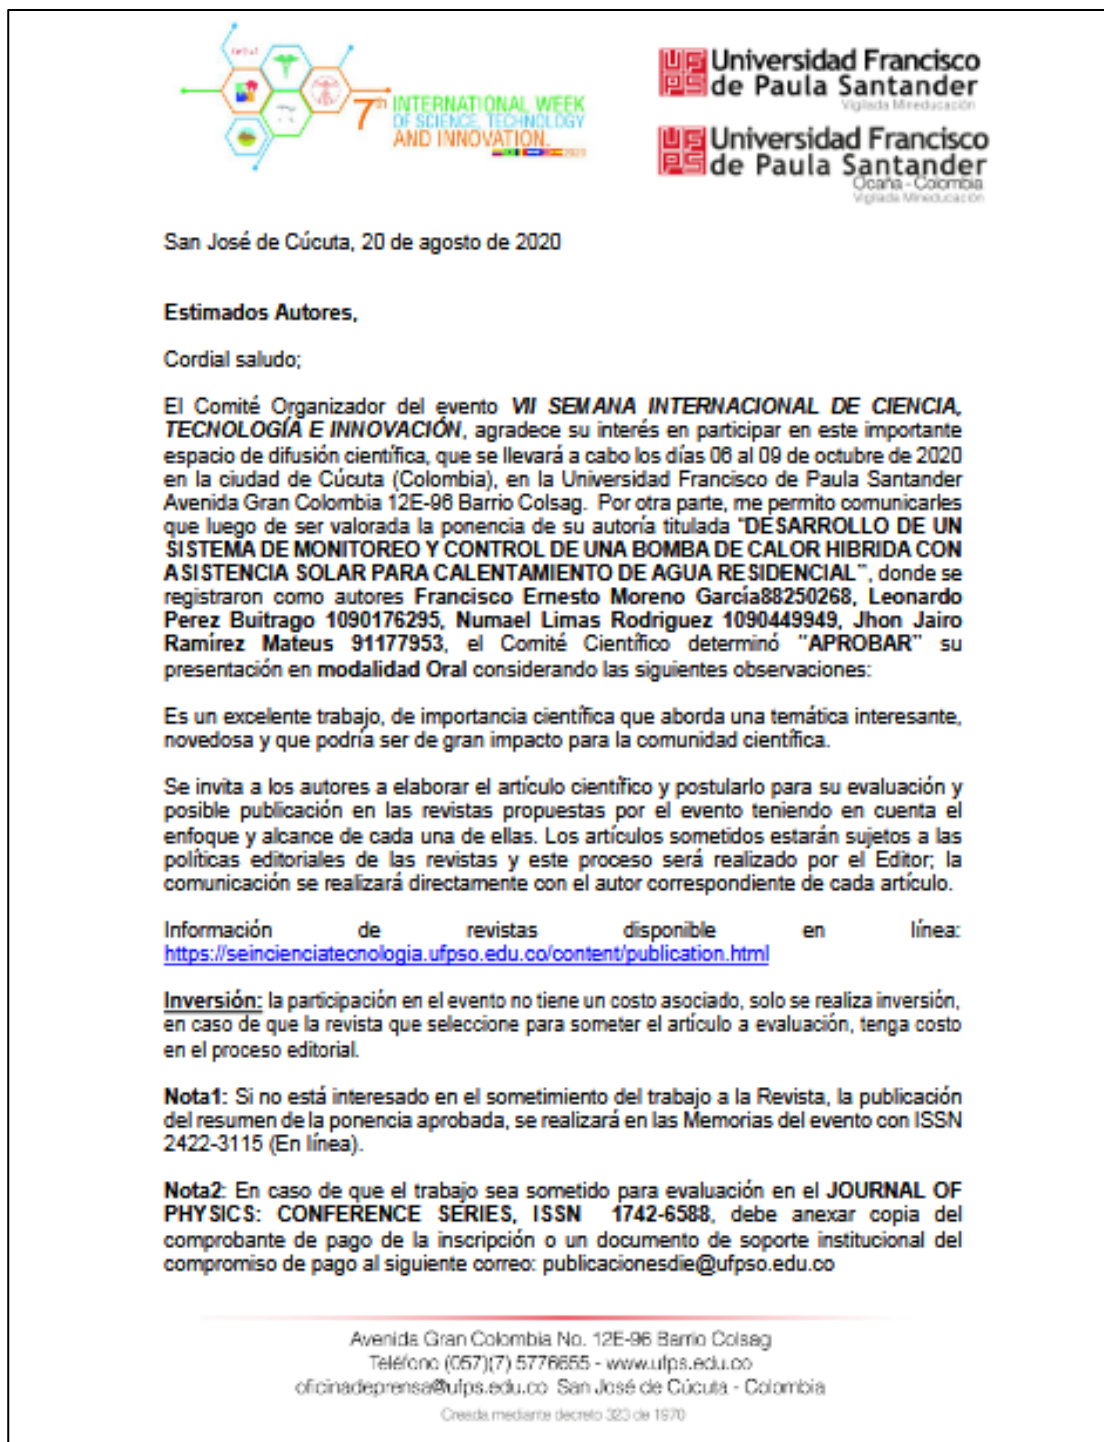 7th INTERNATIONAL WEEK
OF SCIENCE, TECHNOLOGY
AND INNOVATION.
2020
UFPS Universidad Francisco
de Paula Santander
Vigilada Mineducación
UFPS Universidad Francisco
de Paula Santander
Ocaña - Colombia
Vigilada Mineducación
San José de Cúcuta, 20 de agosto de 2020
Estimados Autores,
Cordial saludo;
El Comité Organizador del evento VII SEMANA INTERNACIONAL DE CIENCIA,
TECNOLOGÍA E INNOVACIÓN, agradece su interés en participar en este importante
espacio de difusión científica, que se llevará a cabo los días 06 al 09 de octubre de 2020
en la ciudad de Cúcuta (Colombia), en la Universidad Francisco de Paula Santander
Avenida Gran Colombia 12E-96 Barrio Colsag. Por otra parte, me permito comunicarles
que luego de ser valorada la ponencia de su autoría titulada "DESARROLLO DE UN
SISTEMA DE MONITOREO Y CONTROL DE UNA BOMBA DE CALOR HIBRIDA CON
ASISTENCIA SOLAR PARA CALENTAMIENTO DE AGUA RESIDENCIAL", donde se
registraron como autores Francisco Ernesto Moreno García88250268, Leonardo
Perez Buitrago 1090176295, Numael Limas Rodriguez 1090449949, Jhon Jairo
Ramírez Mateus 91177953, el Comité Científico determinó "APROBAR" su
presentación en modalidad Oral considerando las siguientes observaciones:
Es un excelente trabajo, de importancia científica que aborda una temática interesante,
novedosa y que podría ser de gran impacto para la comunidad científica.
Se invita a los autores a elaborar el artículo científico y postularlo para su evaluación y
posible publicación en las revistas propuestas por el evento teniendo en cuenta el
enfoque y alcance de cada una de ellas. Los artículos sometidos estarán sujetos a las
políticas editoriales de las revistas y este proceso será realizado por el Editor; la
comunicación se realizará directamente con el autor correspondiente de cada artículo.
Información de revistas disponible en línea:
https://seincienciatecnologia.ufpso.edu.co/content/publication.html
Inversión: la participación en el evento no tiene un costo asociado, solo se realiza inversión,
en caso de que la revista que seleccione para someter el artículo a evaluación, tenga costo
en el proceso editorial.
Nota1: Si no está interesado en el sometimiento del trabajo a la Revista, la publicación
del resumen de la ponencia aprobada, se realizará en las Memorias del evento con ISSN
2422-3115 (En línea).
Nota2: En caso de que el trabajo sea sometido para evaluación en el JOURNAL OF
PHYSICS: CONFERENCE SERIES, ISSN 1742-6588, debe anexar copia del
comprobante de pago de la inscripción o un documento de soporte institucional del
compromiso de pago al siguiente correo: publicacionesdie@ufpso.edu.co
Avenida Gran Colombia No. 12E-96 Barrio Colsag
Teléfono (057)(7) 5776655 - www.ufps.edu.co
oficinadeprensa@ufps.edu.co San José de Cúcuta - Colombia
Creada mediante decreto 323 de 1970